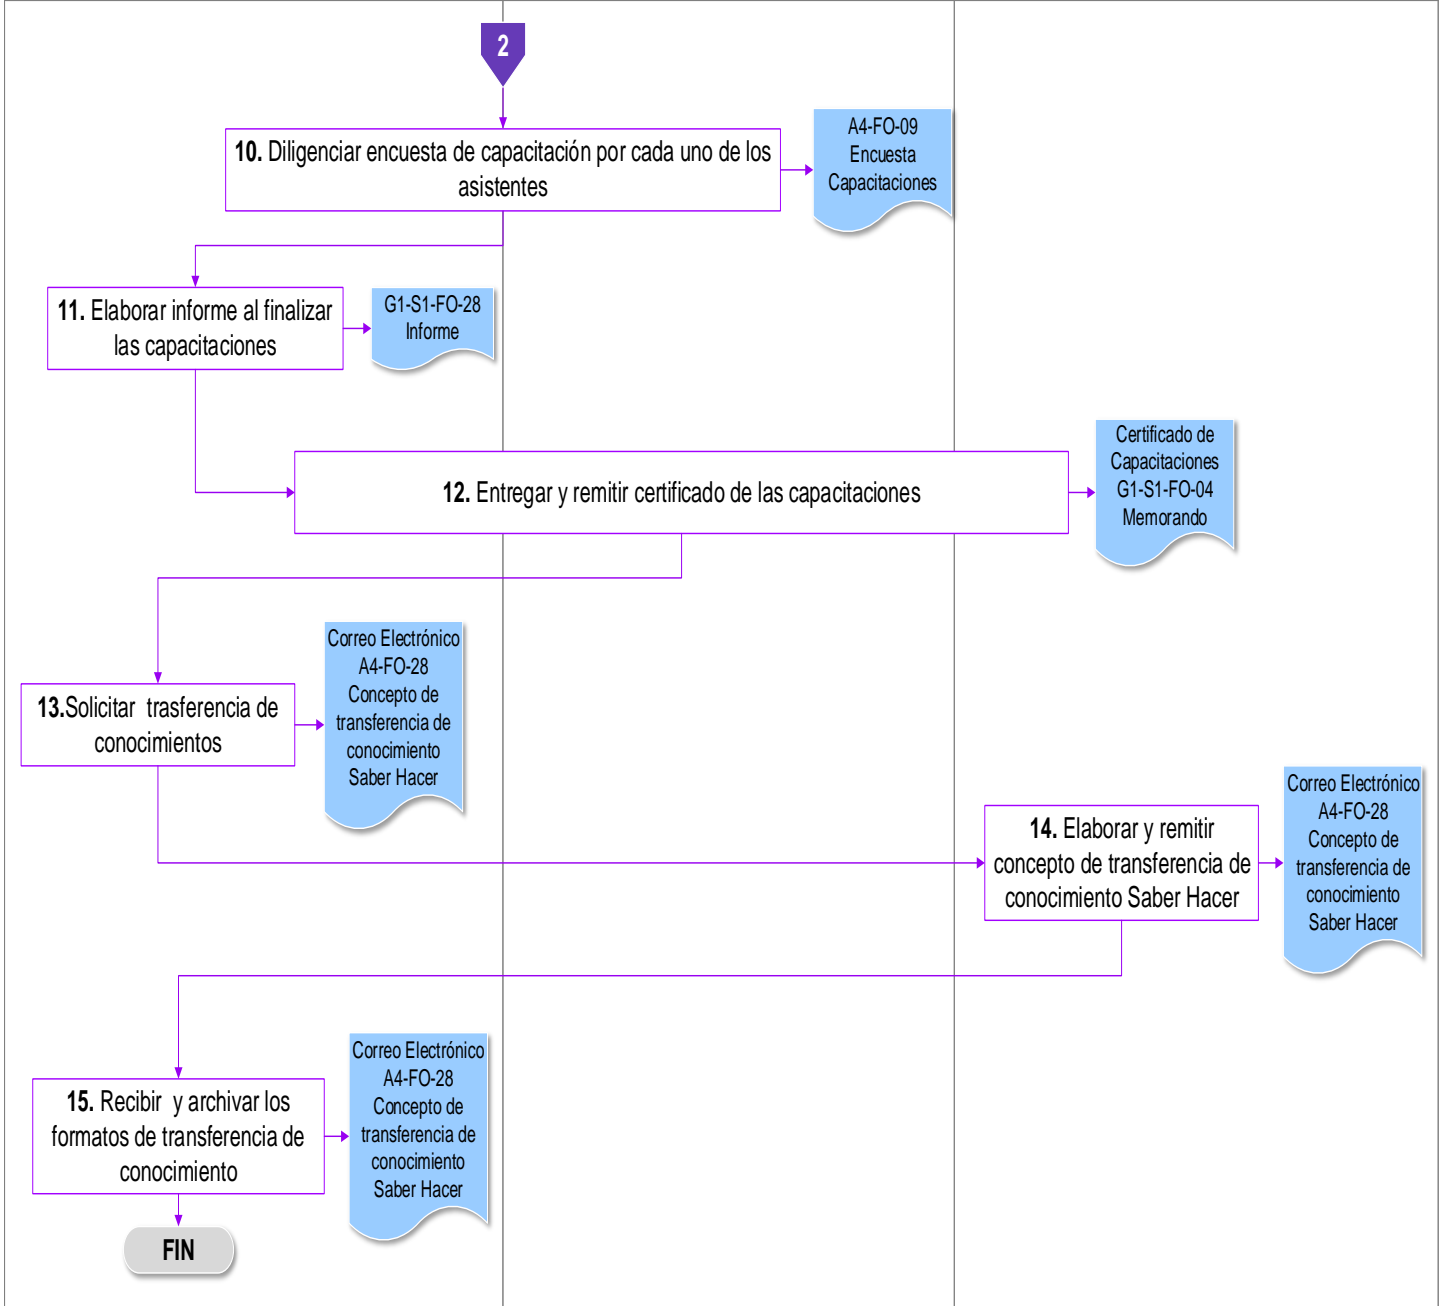 2
10. Diligenciar encuesta de capacitación por cada uno de los
asistentes
A4-FO-09
Encuesta
Capacitaciones
11. Elaborar informe al finalizar
las capacitaciones
G1-S1-FO-28
Informe
12. Entregar y remitir certificado de las capacitaciones
Certificado de
Capacitaciones
G1-S1-FO-04
Memorando
13.Solicitar trasferencia de
conocimientos
Correo Electrónico
A4-FO-28
Concepto de
transferencia de
conocimiento
Saber Hacer
14. Elaborar y remitir
concepto de transferencia de
conocimiento Saber Hacer
Correo Electrónico
A4-FO-28
Concepto de
transferencia de
conocimiento
Saber Hacer
15. Recibir y archivar los
formatos de transferencia de
conocimiento
Correo Electrónico
A4-FO-28
Concepto de
transferencia de
conocimiento
Saber Hacer
FIN